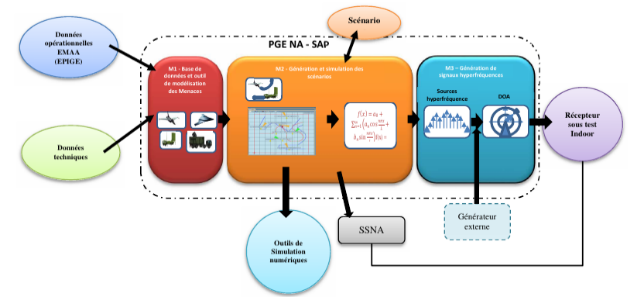 Scénario
Données
opérationnelles
EMAA
(EPIGE)
PGE NA - SAP
M1 - Base de
données et outil
de modélisation
des Menaces
M2 – Génération et simulation des
scénarios
M3 – Génération de
signaux hyperfréquences
Sources
hyperfréquence
DOA
Récepteur
sous test
Indoor
Données
techniques
Générateur
externe
SSNA
Outils de
Simulation
numériques